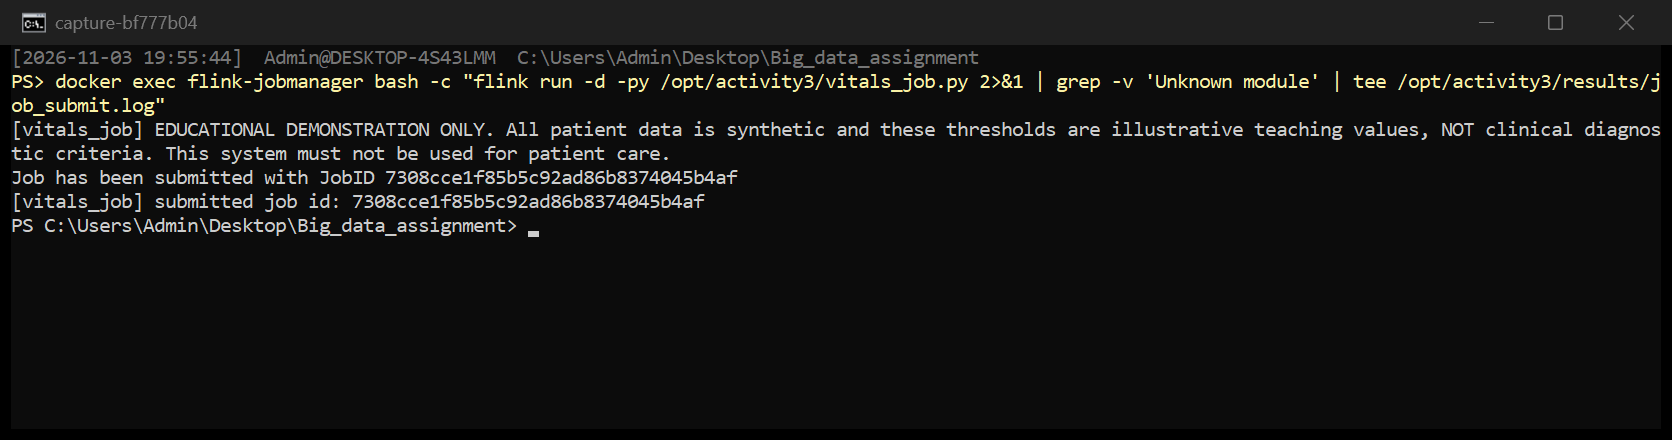 capture-bf777b04
[2026-11-03 19:55:44]  Admin@DESKTOP-4S43LMM  C:\Users\Admin\Desktop\Big_data_assignment
PS> docker exec flink-jobmanager bash -c "flink run -d -py /opt/activity3/vitals_job.py 2>&1 | grep -v 'Unknown module' | tee /opt/activity3/results/j
ob_submit.log"
[vitals_job] EDUCATIONAL DEMONSTRATION ONLY. All patient data is synthetic and these thresholds are illustrative teaching values, NOT clinical diagnos
tic criteria. This system must not be used for patient care.
Job has been submitted with JobID 7308cce1f85b5c92ad86b8374045b4af
[vitals_job] submitted job id: 7308cce1f85b5c92ad86b8374045b4af
PS C:\Users\Admin\Desktop\Big_data_assignment>